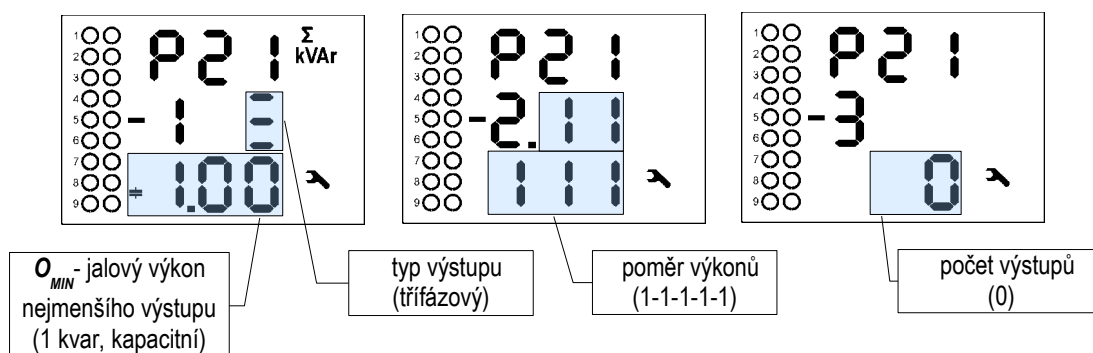 1 P21 Σ
2 kVAr
3
4
5 -1 Ξ
6
7
8 1.00
9
1 P21
2
3
4
5 -2.11
6
7
8 111
9
1 P21
2
3
4
5 -3
6
7
8 0
9
O_MIN - jalový výkon
nejmenšího výstupu
(1 kvar, kapacitní)
typ výstupu
(třífázový)
poměr výkonů
(1-1-1-1-1)
počet výstupů
(0)